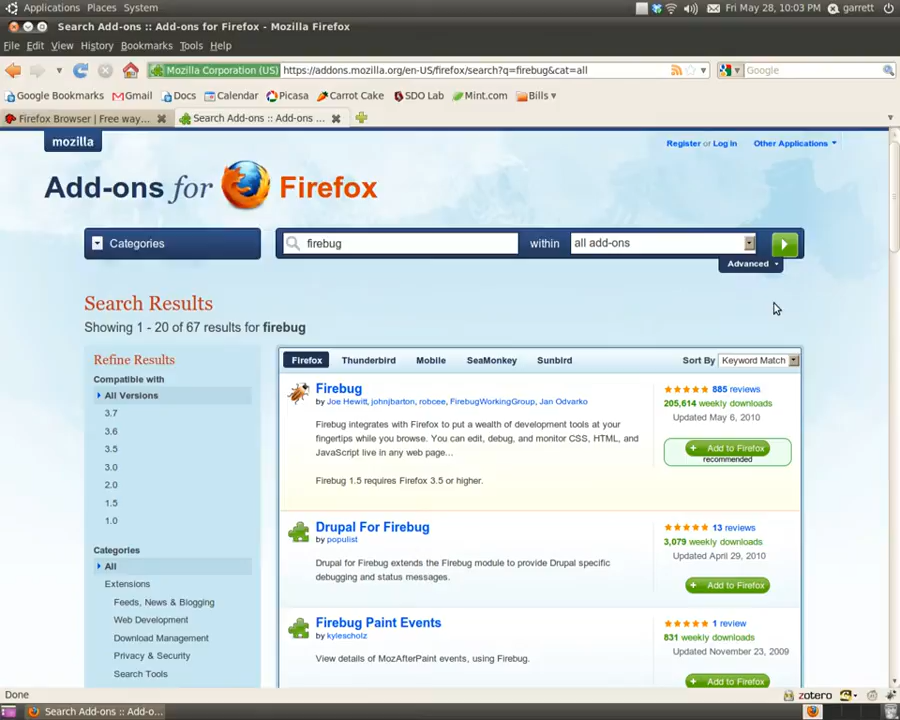 Applications Places System Fri May 28, 10:03 PM garrett
Search Add-ons :: Add-ons for Firefox - Mozilla Firefox
File Edit View History Bookmarks Tools Help
Mozilla Corporation (US) https://addons.mozilla.org/en-US/firefox/search?q=firebug&cat=all Google
Google Bookmarks Gmail Docs Calendar Picasa Carrot Cake SDO Lab Mint.com Bills
Firefox Browser | Free way... Search Add-ons :: Add-ons ...
mozilla Register or Log in Other Applications
Add-ons for Firefox
Categories firebug within all add-ons
Advanced
Search Results
Showing 1 - 20 of 67 results for firebug
Refine Results
Compatible with
All Versions
3.7
3.6
3.5
3.0
2.0
1.5
1.0
Categories
All
Extensions
Feeds, News & Blogging
Web Development
Download Management
Privacy & Security
Search Tools
Firefox Thunderbird Mobile SeaMonkey Sunbird Sort By Keyword Match
Firebug
by Joe Hewitt, johnjbarton, robcee, FirebugWorkingGroup, Jan Odvarko
Firebug integrates with Firefox to put a wealth of development tools at your
fingertips while you browse. You can edit, debug, and monitor CSS, HTML, and
JavaScript live in any web page...
Firebug 1.5 requires Firefox 3.5 or higher.
885 reviews
205,614 weekly downloads
Updated May 6, 2010
Add to Firefox
recommended
Drupal For Firebug
by populist
Drupal for Firebug extends the Firebug module to provide Drupal specific
debugging and status messages.
13 reviews
3,079 weekly downloads
Updated April 29, 2010
Add to Firefox
Firebug Paint Events
by kylescholz
View details of MozAfterPaint events, using Firebug.
1 review
831 weekly downloads
Updated November 23, 2009
Add to Firefox
Done zotero
Search Add-ons :: Add-o...